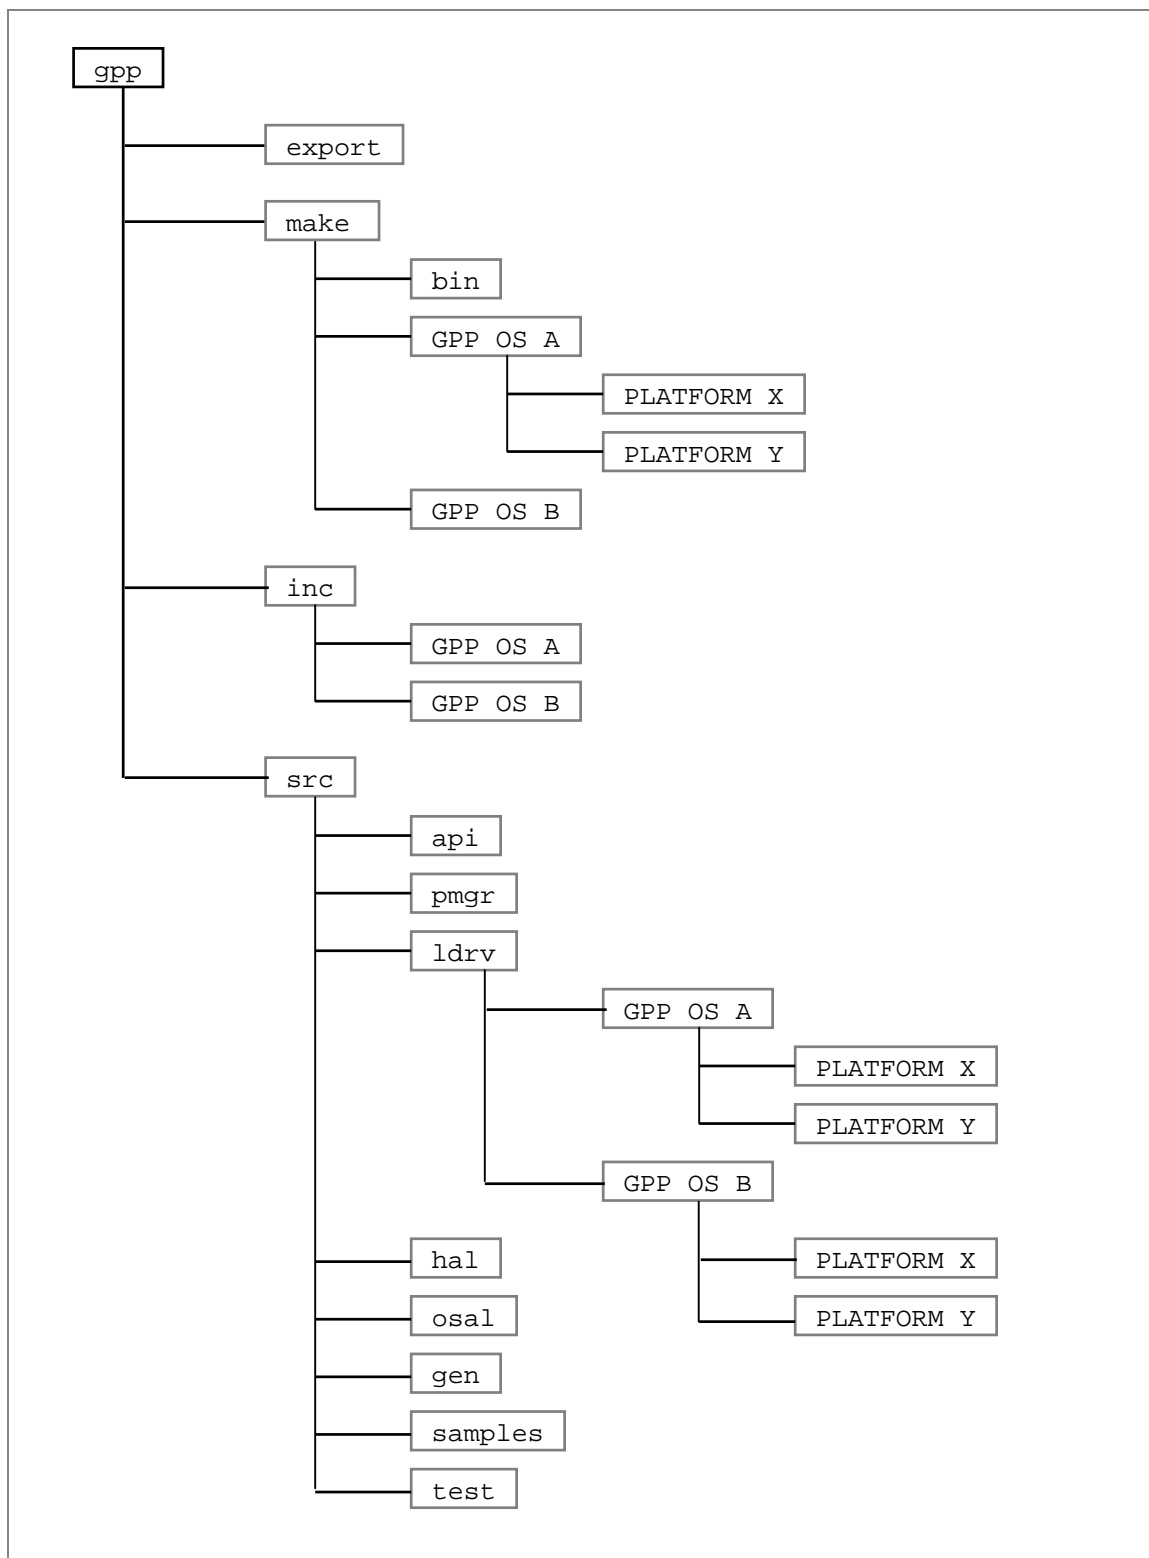 gpp
export
make
bin
GPP OS A
PLATFORM X
PLATFORM Y
GPP OS B
inc
GPP OS A
GPP OS B
src
api
pmgr
ldrv
GPP OS A
PLATFORM X
PLATFORM Y
GPP OS B
PLATFORM X
PLATFORM Y
hal
osal
gen
samples
test